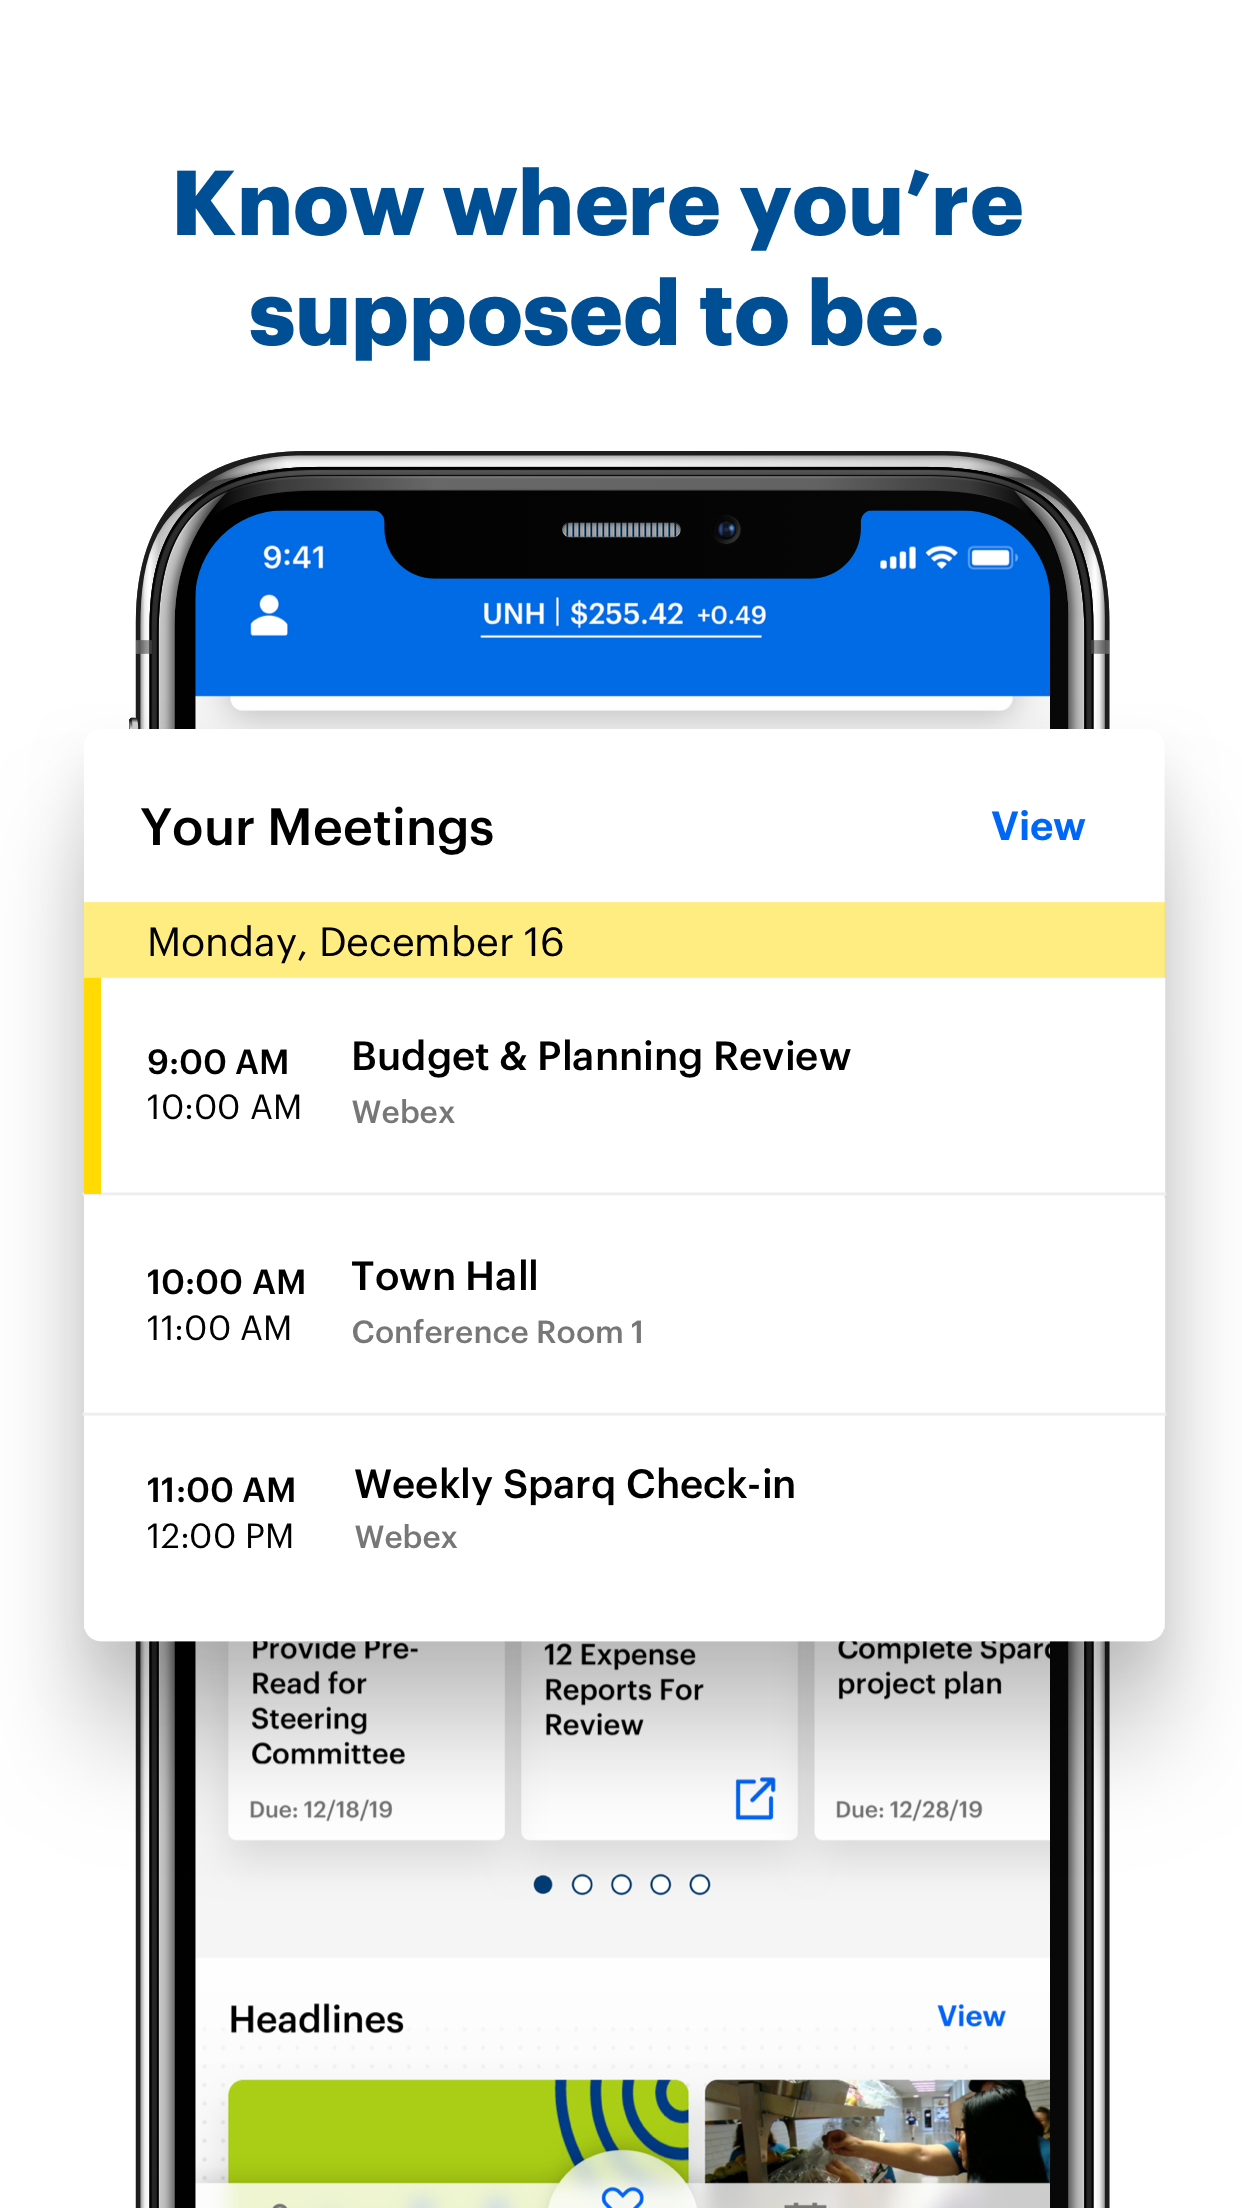 Know where you’re
supposed to be.
9:41
UNH | $255.42 +0.49
Your Meetings
View
Monday, December 16
9:00 AM
10:00 AM
Budget & Planning Review
Webex
10:00 AM
11:00 AM
Town Hall
Conference Room 1
11:00 AM
12:00 PM
Weekly Sparq Check-in
Webex
Provide Pre-
Read for
Steering
Committee
Due: 12/18/19
12 Expense
Reports For
Review
Complete Sparq
project plan
Due: 12/28/19
Headlines
View